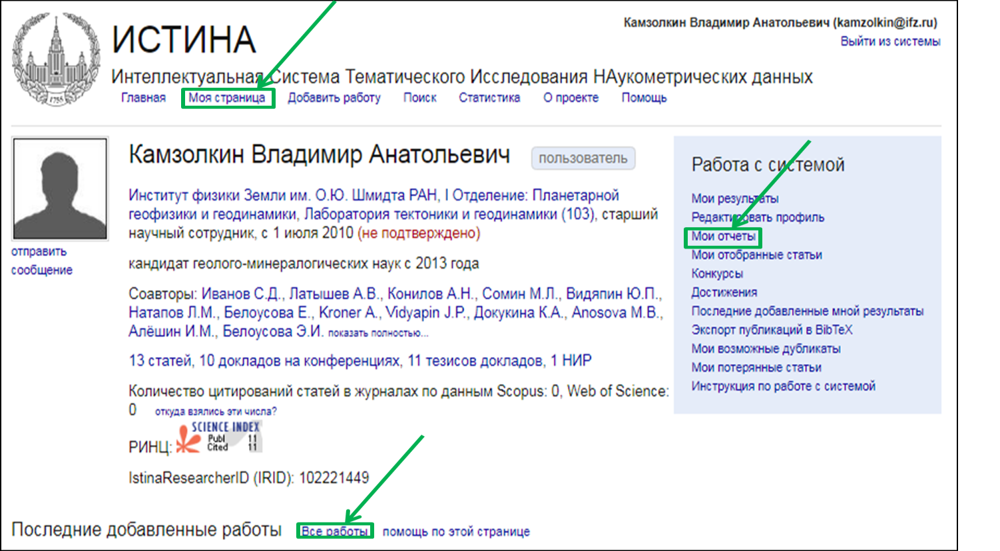 Камзолкин Владимир Анатольевич (kamzolkin@ifz.ru)
Выйти из системы
ИСТИНА
Интеллектуальная Система Тематического Исследования НАукометрических данных
Главная Моя страница Добавить работу Поиск Статистика О проекте Помощь
1755
Камзолкин Владимир Анатольевич пользователь
Институт физики Земли им. О.Ю. Шмидта РАН, I Отделение: Планетарной
геофизики и геодинамики, Лаборатория тектоники и геодинамики (103), старший
научный сотрудник, с 1 июля 2010 (не подтверждено)
отправить
сообщение
кандидат геолого-минералогических наук с 2013 года
Соавторы: Иванов С.Д., Латышев А.В., Конилов А.Н., Сомин М.Л., Видяпин Ю.П.,
Натапов Л.М., Белоусова Е., Kroner A., Vidyapin J.P., Докукина К.А., Anosova M.B.,
Алёшин И.М., Белоусова Э.И. показать полностью...
13 статей, 10 докладов на конференциях, 11 тезисов докладов, 1 НИР
Количество цитирований статей в журналах по данным Scopus: 0, Web of Science:
0 откуда взялись эти числа?
РИНЦ: SCIENCE INDEX
Publ 11
Cited 11
IstinaResearcherID (IRID): 102221449
Работа с системой
Мои результаты
Редактировать профиль
Мои отчеты
Мои отобранные статьи
Конкурсы
Достижения
Последние добавленные мной результаты
Экспорт публикаций в BibTeX
Мои возможные дубликаты
Мои потерянные статьи
Инструкция по работе с системой
Последние добавленные работы Все работы помощь по этой странице